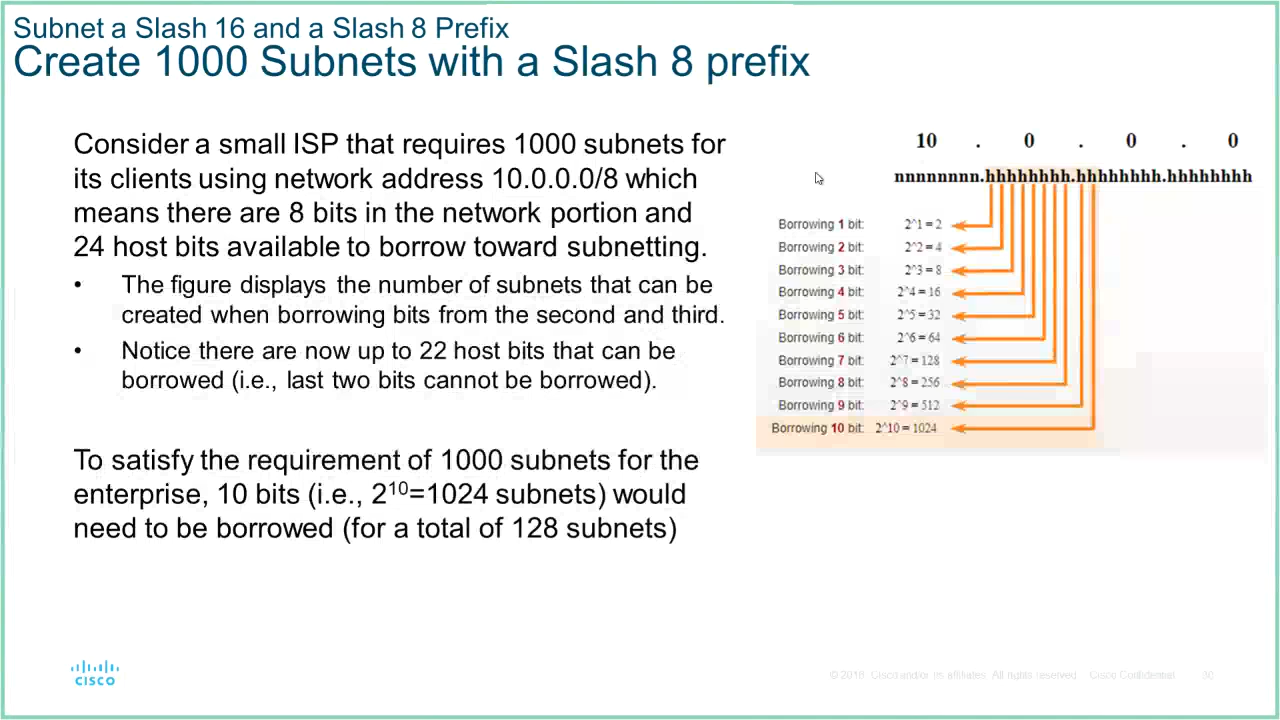 Subnet a Slash 16 and a Slash 8 Prefix
Create 1000 Subnets with a Slash 8 prefix
Consider a small ISP that requires 1000 subnets for
its clients using network address 10.0.0.0/8 which
means there are 8 bits in the network portion and
24 host bits available to borrow toward subnetting.
• The figure displays the number of subnets that can be
created when borrowing bits from the second and third.
• Notice there are now up to 22 host bits that can be
borrowed (i.e., last two bits cannot be borrowed).
To satisfy the requirement of 1000 subnets for the
enterprise, 10 bits (i.e., 2¹⁰=1024 subnets) would
need to be borrowed (for a total of 128 subnets)
10 . 0 . 0 . 0
nnnnnnnn.hhhhhhhh.hhhhhhhh.hhhhhhhh
Borrowing 1 bit: 2^1 = 2
Borrowing 2 bit: 2^2 = 4
Borrowing 3 bit: 2^3 = 8
Borrowing 4 bit: 2^4 = 16
Borrowing 5 bit: 2^5 = 32
Borrowing 6 bit: 2^6 = 64
Borrowing 7 bit: 2^7 = 128
Borrowing 8 bit: 2^8 = 256
Borrowing 9 bit: 2^9 = 512
Borrowing 10 bit: 2^10 = 1024
CISCO
© 2016 Cisco and/or its affiliates. All rights reserved. Cisco Confidential